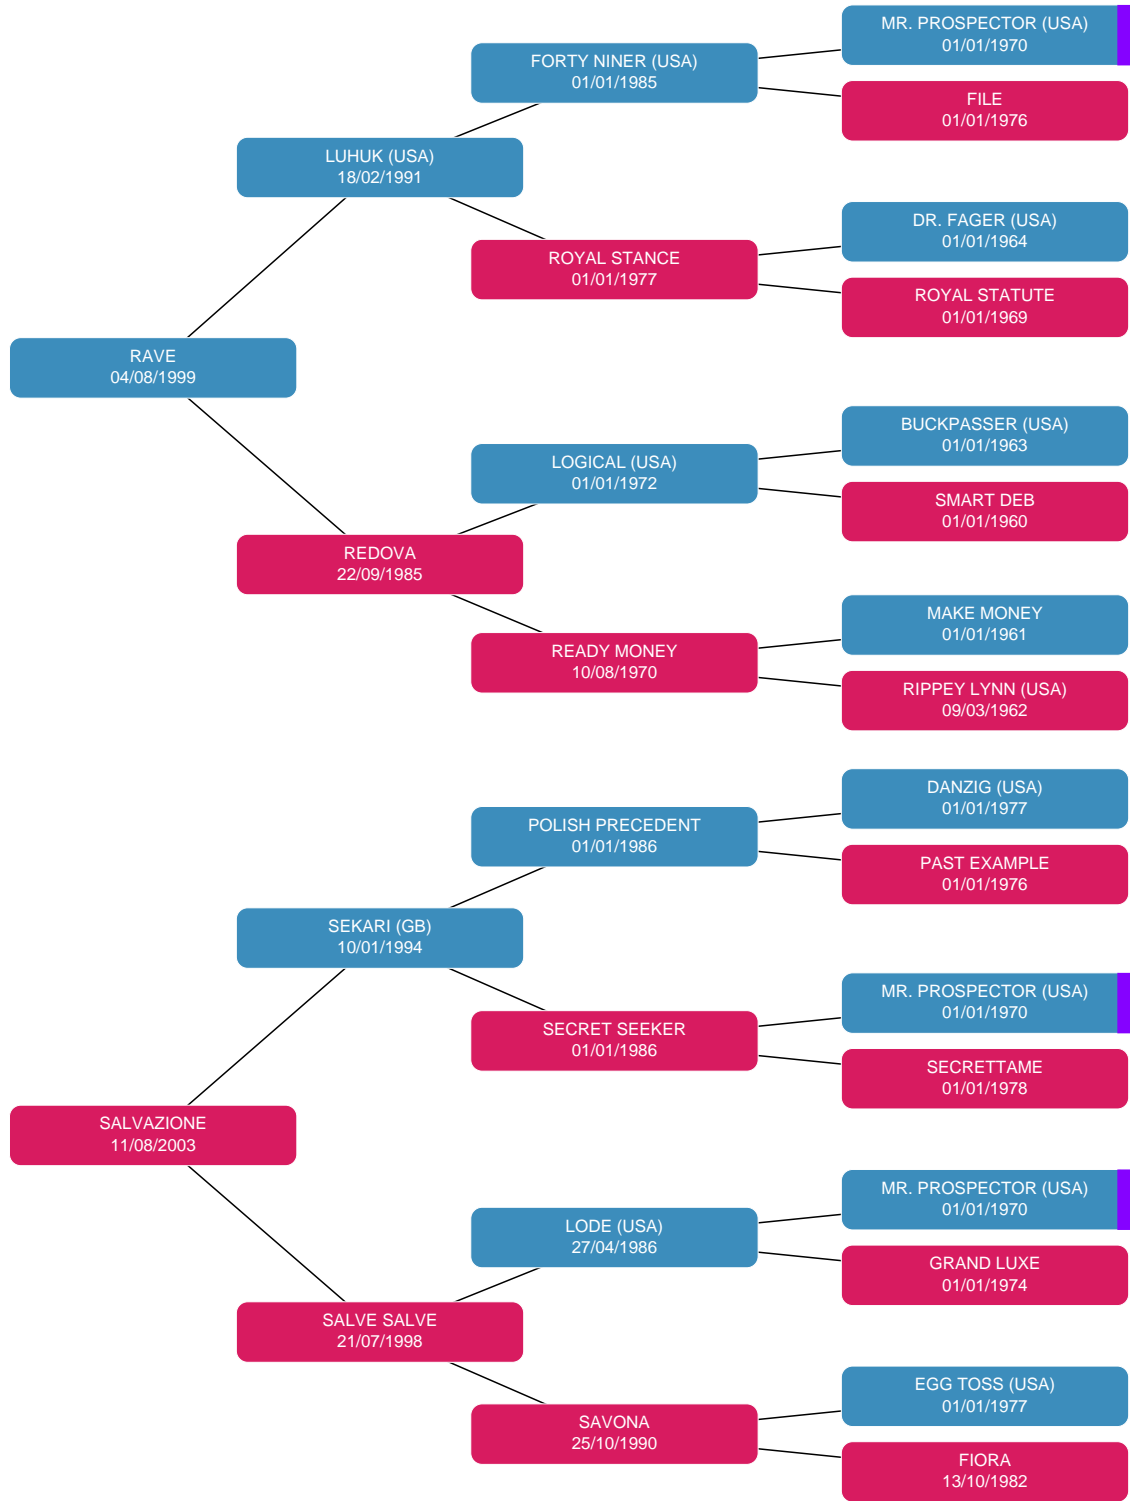 MR. PROSPECTOR (USA)
01/01/1970
FORTY NINER (USA)
01/01/1985
FILE
01/01/1976
LUHUK (USA)
18/02/1991
DR. FAGER (USA)
01/01/1964
ROYAL STANCE
01/01/1977
ROYAL STATUTE
01/01/1969
RAVE
04/08/1999
BUCKPASSER (USA)
01/01/1963
LOGICAL (USA)
01/01/1972
SMART DEB
01/01/1960
REDOVA
22/09/1985
MAKE MONEY
01/01/1961
READY MONEY
10/08/1970
RIPPEY LYNN (USA)
09/03/1962
DANZIG (USA)
01/01/1977
POLISH PRECEDENT
01/01/1986
PAST EXAMPLE
01/01/1976
SEKARI (GB)
10/01/1994
MR. PROSPECTOR (USA)
01/01/1970
SECRET SEEKER
01/01/1986
SECRETTAME
01/01/1978
SALVAZIONE
11/08/2003
MR. PROSPECTOR (USA)
01/01/1970
LODE (USA)
27/04/1986
GRAND LUXE
01/01/1974
SALVE SALVE
21/07/1998
EGG TOSS (USA)
01/01/1977
SAVONA
25/10/1990
FIORA
13/10/1982